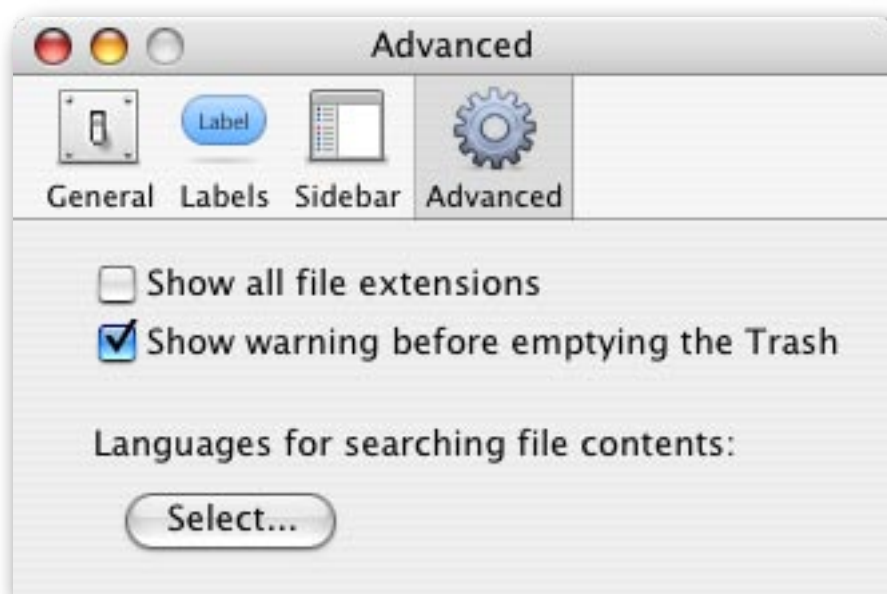 Advanced
Label
General Labels Sidebar Advanced
Show all file extensions
Show warning before emptying the Trash
Languages for searching file contents:
Select...